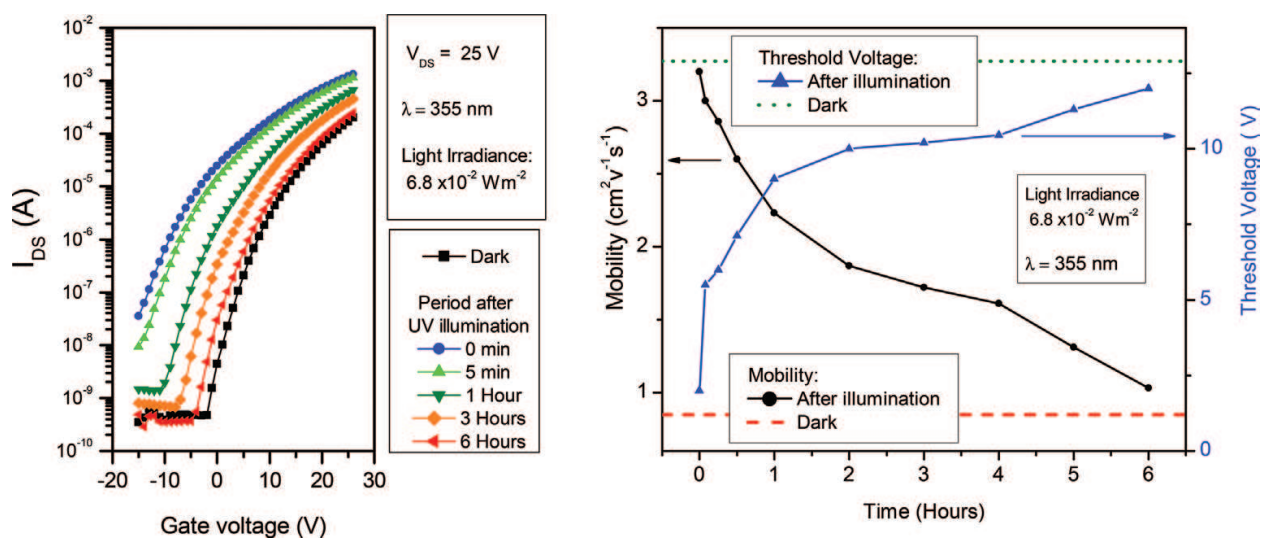 10⁻²
10⁻³
10⁻⁴
10⁻⁵
10⁻⁶
10⁻⁷
10⁻⁸
10⁻⁹
10⁻¹⁰
I_DS (A)
-20 -10 0 10 20 30
Gate voltage (V)
V_DS = 25 V
λ = 355 nm
Light Irradiance:
6.8 x10⁻² Wm⁻²
Dark
Period after
UV illumination
0 min
5 min
1 Hour
3 Hours
6 Hours
Mobility (cm²v⁻¹s⁻¹)
3
2
1
Threshold Voltage:
After illumination
Dark
Light Irradiance
6.8 x10⁻² Wm⁻²
λ = 355 nm
Mobility:
After illumination
Dark
10
5
0
Threshold Voltage ( V)
0 0 1 2 3 4 5 6
Time (Hours)